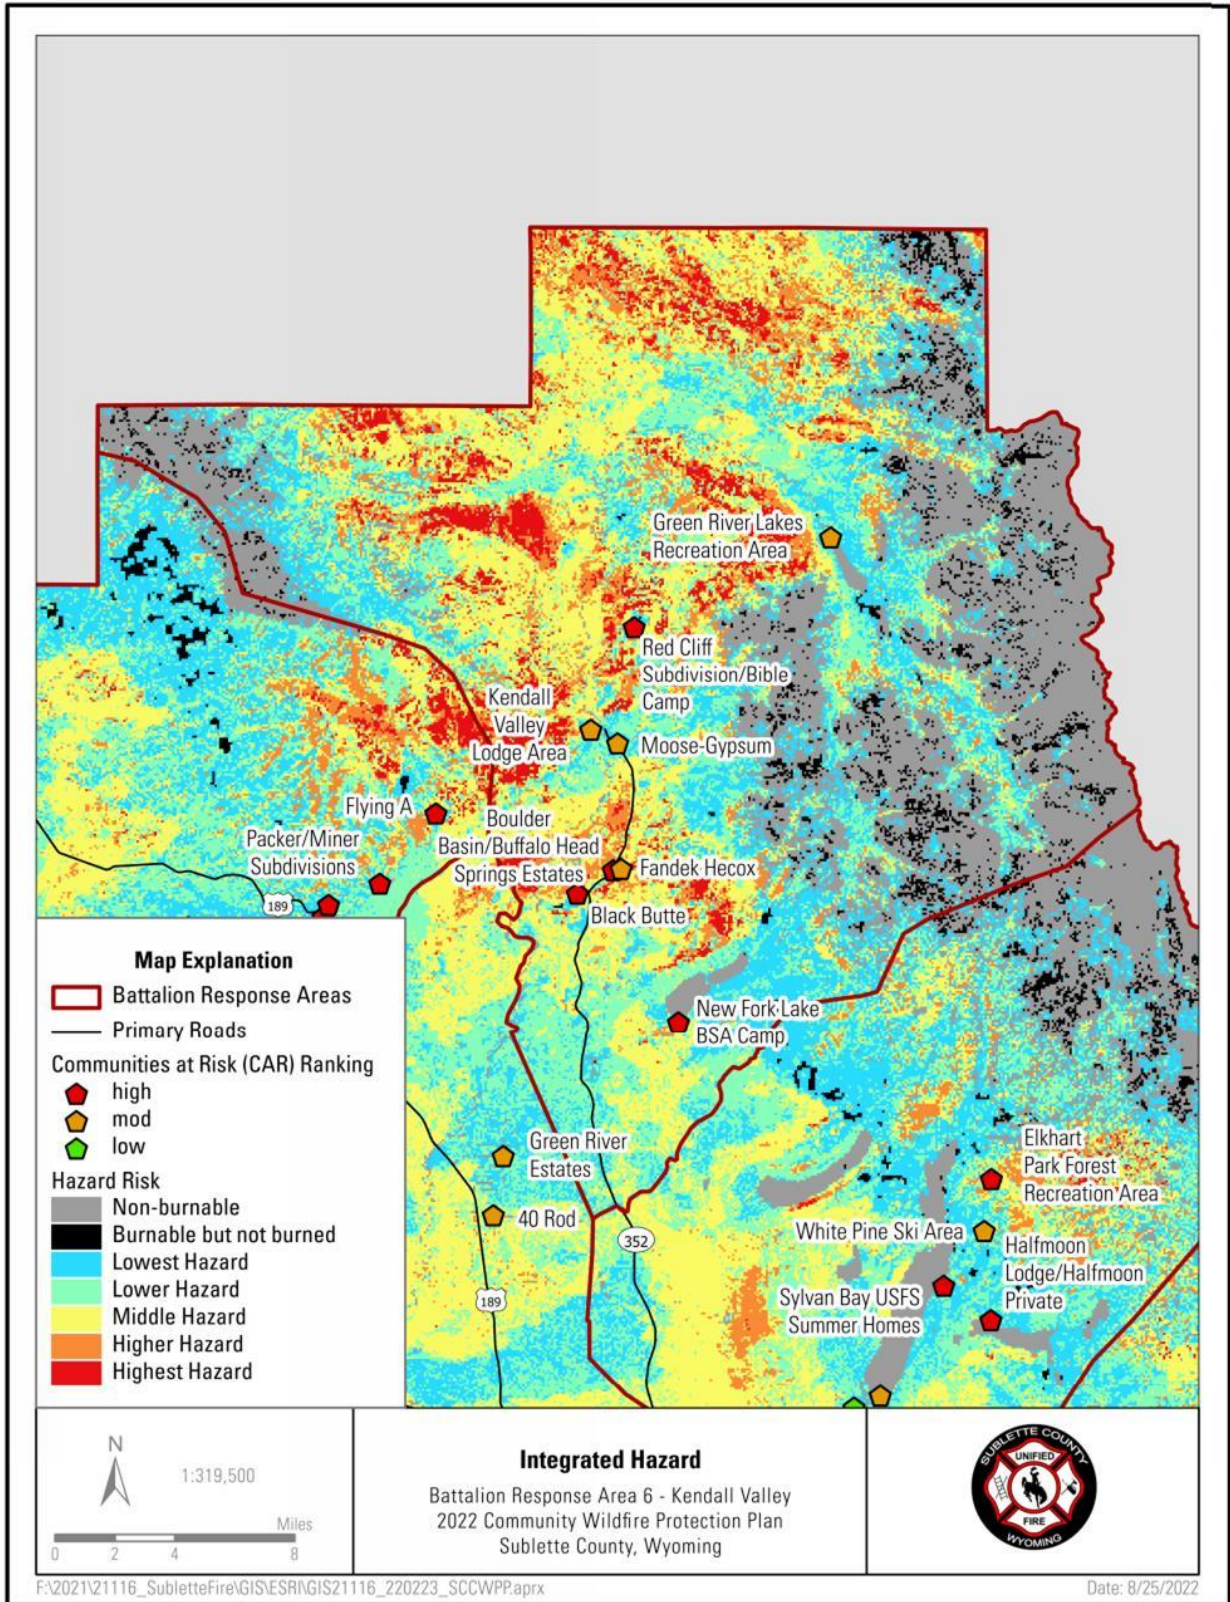 Green River Lakes
Recreation Area
Red Cliff
Subdivision/Bible
Camp
Kendall
Valley
Lodge Area
Moose-Gypsum
Flying A
Boulder
Basin/Buffalo Head
Springs Estates
Packer/Miner
Subdivisions
Fandek Hecox
189
Black Butte
New Fork Lake
BSA Camp
Green River
Estates
40 Rod
352
189
Elkhart
Park Forest
Recreation Area
White Pine Ski Area
Halfmoon
Lodge/Halfmoon
Private
Sylvan Bay USFS
Summer Homes
Map Explanation
Battalion Response Areas
Primary Roads
Communities at Risk (CAR) Ranking
high
mod
low
Hazard Risk
Non-burnable
Burnable but not burned
Lowest Hazard
Lower Hazard
Middle Hazard
Higher Hazard
Highest Hazard
N
1:319,500
Miles
0 2 4 8
Integrated Hazard
Battalion Response Area 6 - Kendall Valley
2022 Community Wildfire Protection Plan
Sublette County, Wyoming
SUBLETTE COUNTY
UNIFIED
FIRE
WYOMING
F:\2021\21116_SubletteFire\GIS\ESRI\GIS21116_220223_SCCWPP.aprx
Date: 8/25/2022